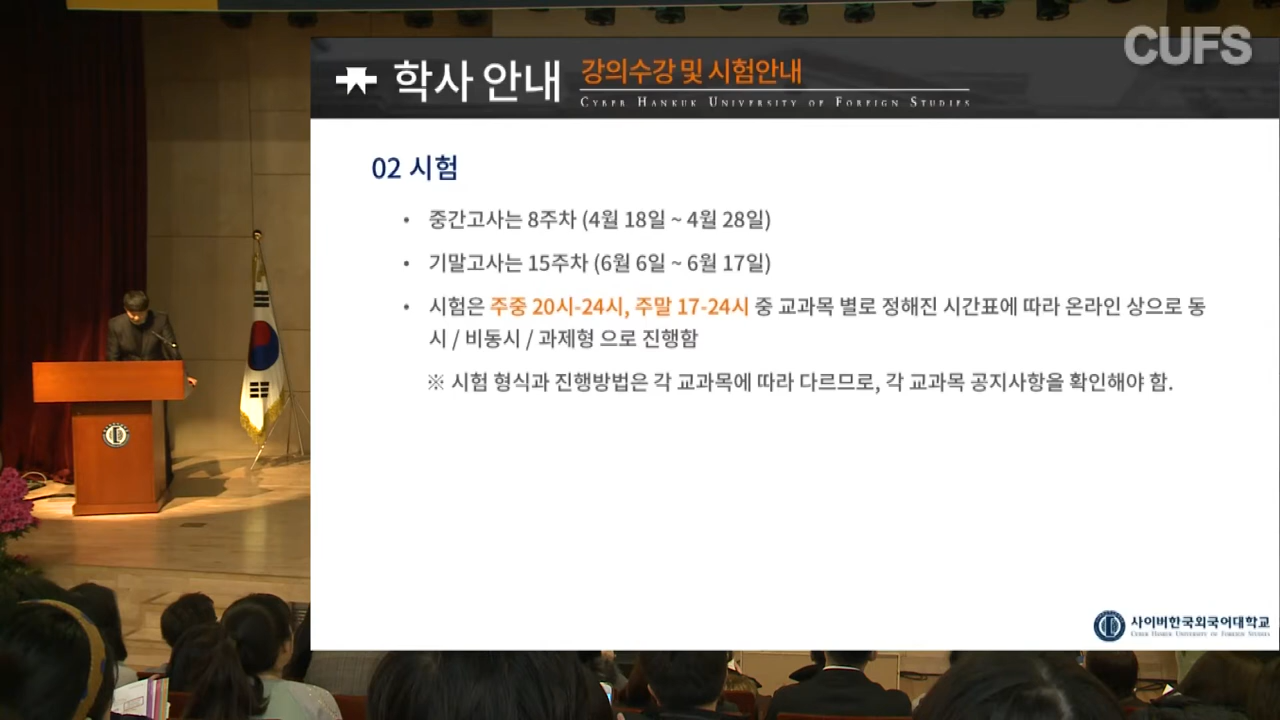 CUFS
학사 안내 강의수강 및 시험안내
CYBER HANKUK UNIVERSITY OF FOREIGN STUDIES
02 시험
• 중간고사는 8주차 (4월 18일 ~ 4월 28일)
• 기말고사는 15주차 (6월 6일 ~ 6월 17일)
• 시험은 주중 20시-24시, 주말 17-24시 중 교과목 별로 정해진 시간표에 따라 온라인 상으로 동
시 / 비동시 / 과제형 으로 진행함
※ 시험 형식과 진행방법은 각 교과목에 따라 다르므로, 각 교과목 공지사항을 확인해야 함.
사이버한국외국어대학교
CYBER HANKUK UNIVERSITY OF FOREIGN STUDIES